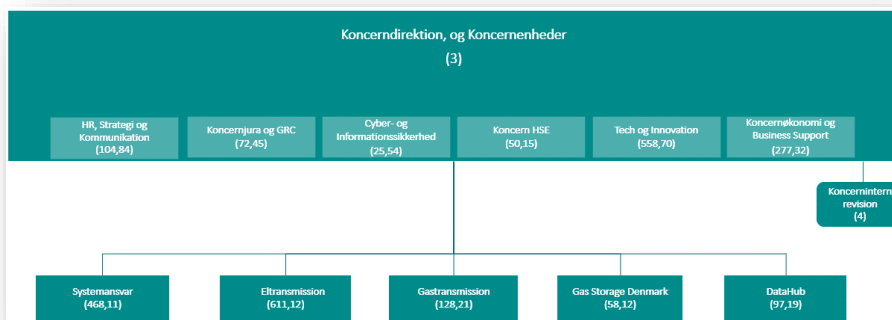 Koncerndirektion, og Koncernenheder
(3)
HR, Strategi og
Kommunikation
(104,84)
Koncernjura og GRC
(72,45)
Cyber- og
Informationssikkerhed
(25,54)
Koncern HSE
(50,15)
Tech og Innovation
(558,70)
Koncernøkonomi og
Business Support
(277,32)
Koncernintern
revision
(4)
Systemansvar
(468,11)
Eltransmission
(611,12)
Gastransmission
(128,21)
Gas Storage Denmark
(58,12)
DataHub
(97,19)